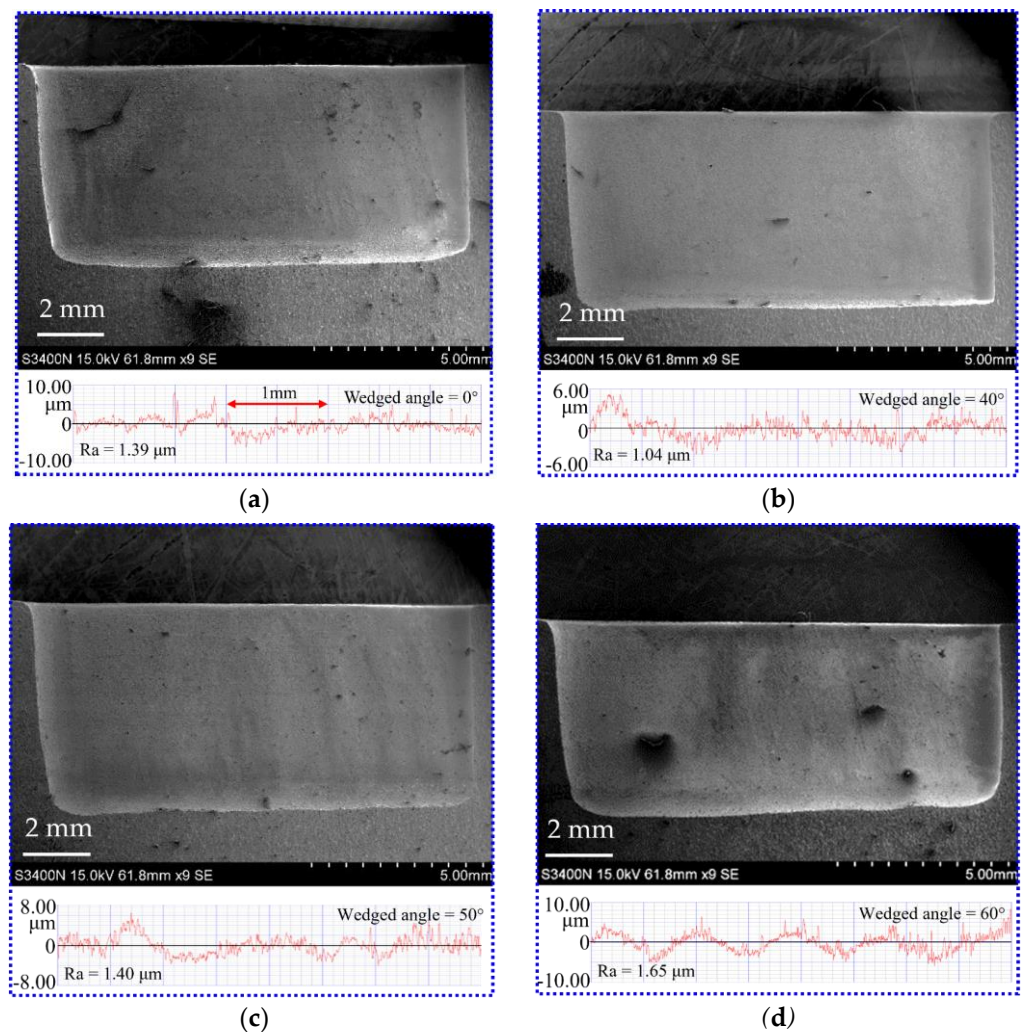 2 mm
S3400N 15.0kV 61.8mm x9 SE 5.00mm
10.00
μm
0
-10.00
1mm
Wedged angle = 0°
Ra = 1.39 μm
(a)
2 mm
S3400N 15.0kV 61.8mm x9 SE 5.00mm
6.00
μm
0
-6.00
Wedged angle = 40°
Ra = 1.04 μm
(b)
2 mm
S3400N 15.0kV 61.8mm x9 SE 5.00mm
8.00
μm
0
-8.00
Wedged angle = 50°
Ra = 1.40 μm
(c)
2 mm
S3400N 15.0kV 61.8mm x9 SE 5.00mm
10.00
μm
0
-10.00
Wedged angle = 60°
Ra = 1.65 μm
(d)